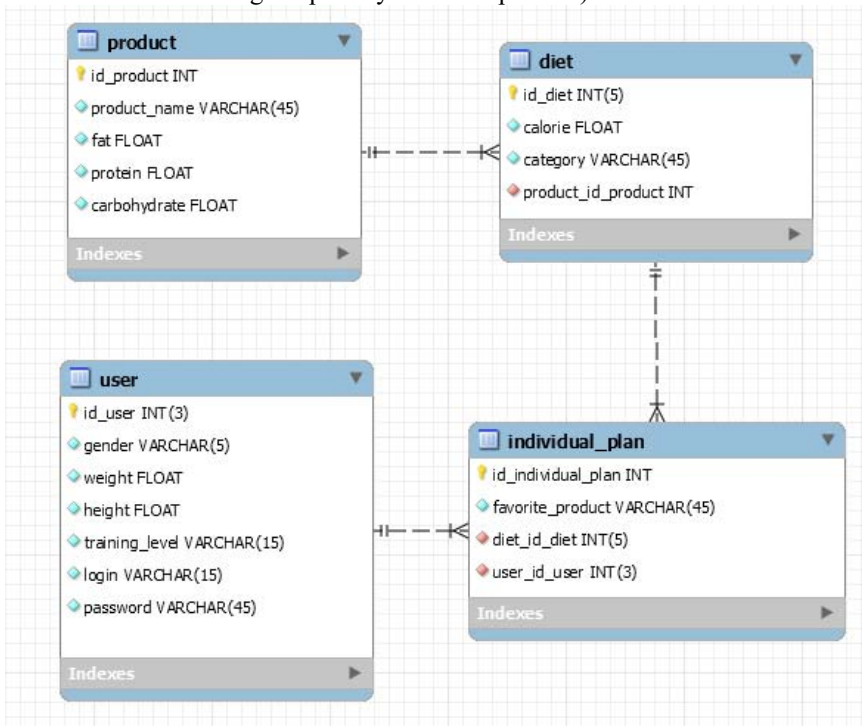 product
id_product INT
product_name VARCHAR(45)
fat FLOAT
protein FLOAT
carbohydrate FLOAT
Indexes
diet
id_diet INT(5)
calorie FLOAT
category VARCHAR(45)
product_id_product INT
Indexes
user
id_user INT(3)
gender VARCHAR(5)
weight FLOAT
height FLOAT
training_level VARCHAR(15)
login VARCHAR(15)
password VARCHAR(45)
Indexes
individual_plan
id_individual_plan INT
favorite_product VARCHAR(45)
diet_id_diet INT(5)
user_id_user INT(3)
Indexes